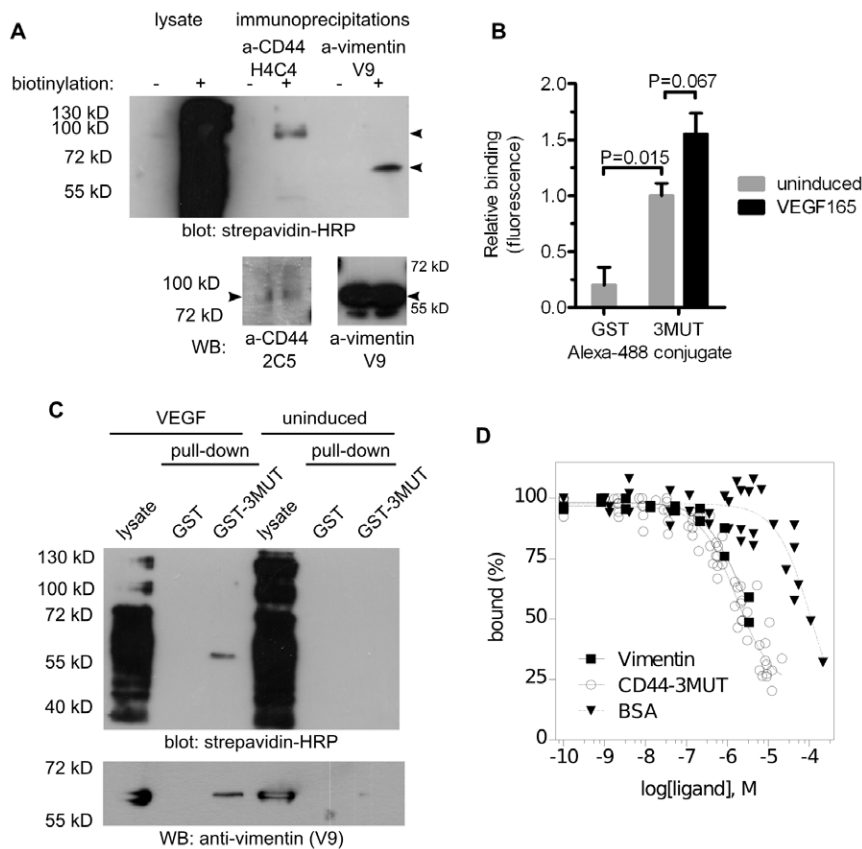 A
lysate immunoprecipitations
a-CD44 a-vimentin
H4C4 V9
biotinylation: - + - + - +
130 kD
100 kD
72 kD
55 kD
blot: strepavidin-HRP
100 kD
72 kD
72 kD
55 kD
WB: a-CD44 a-vimentin
2C5 V9
B
P=0.067
P=0.015
2.0
1.5
1.0
0.5
0.0
Relative binding
(fluorescence)
GST 3MUT
Alexa-488 conjugate
uninduced
VEGF165
C
VEGF uninduced
pull-down pull-down
lysate GST GST-3MUT lysate GST GST-3MUT
130 kD
100 kD
72 kD
55 kD
40 kD
blot: strepavidin-HRP
72 kD
55 kD
WB: anti-vimentin (V9)
D
100
75
50
25
0
bound (%)
Vimentin
CD44-3MUT
BSA
-10 -9 -8 -7 -6 -5 -4
log[ligand], M